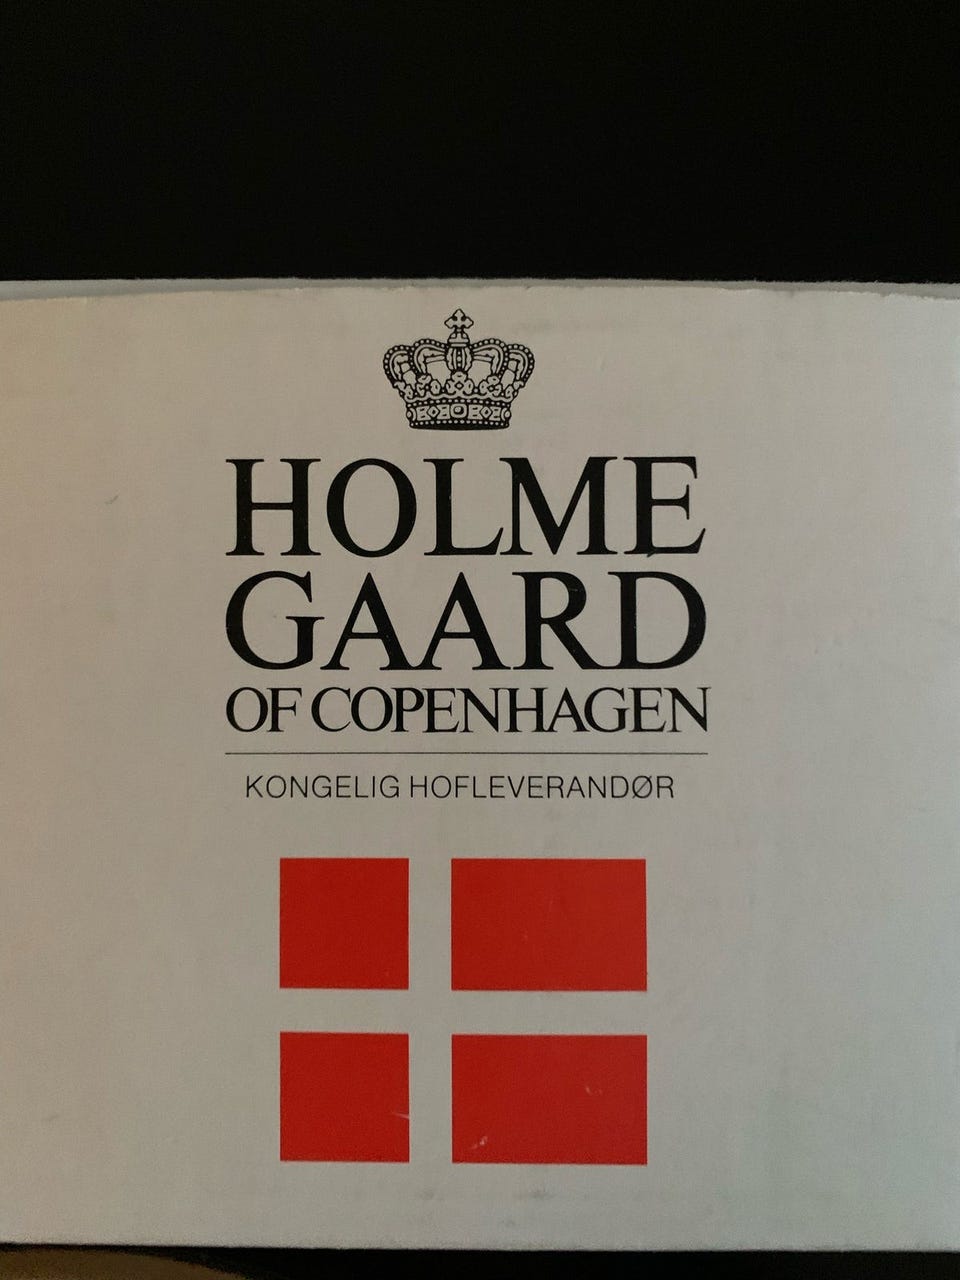 HOLME
GAARD
OF COPENHAGEN
KONGELIG HOFLEVERANDØR